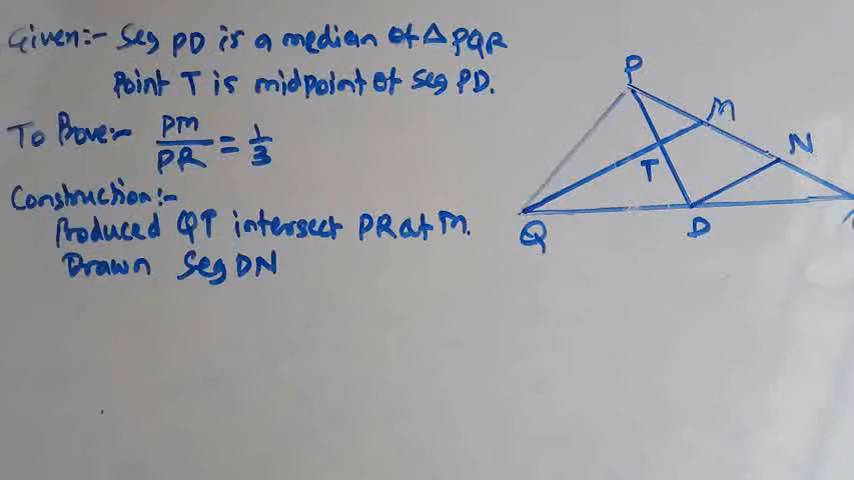 Given:- Seg PD is a median of △PQR
Point T is midpoint of Seg PD.
To Prove:- PM/PR = 1/3
Construction:-
Produced QT intersect PR at M.
Drawn Seg DN
P
M
N
T
Q
D